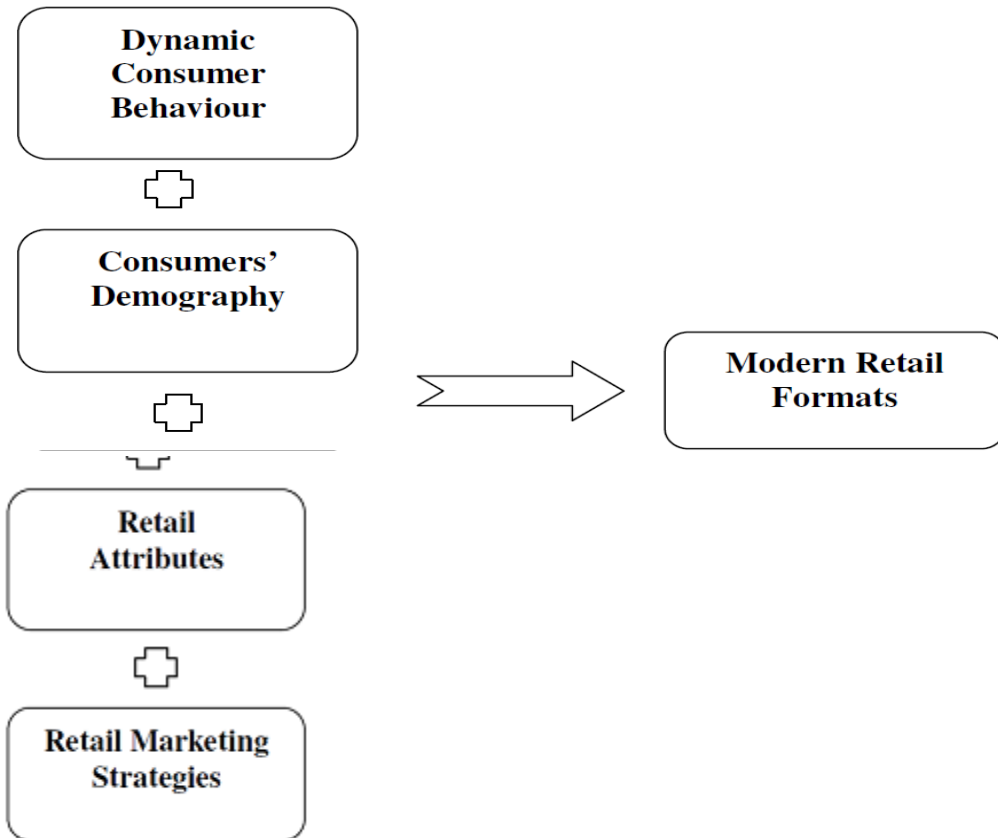 Dynamic
Consumer
Behaviour
Consumers’
Demography
Modern Retail
Formats
Retail
Attributes
Retail Marketing
Strategies